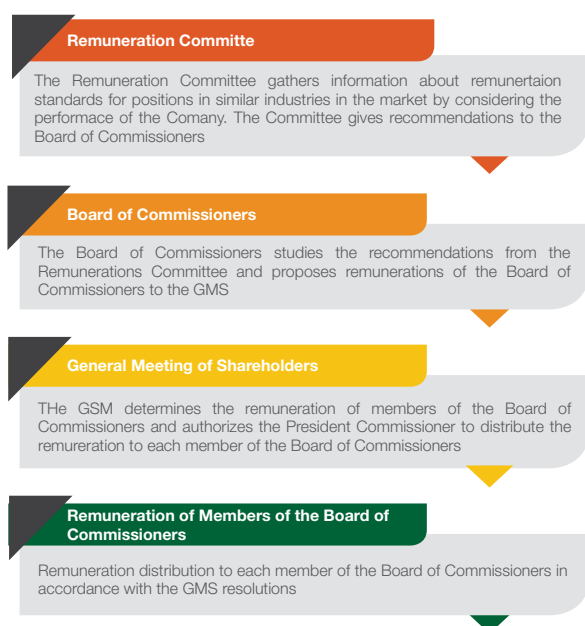 Remuneration Committe
The Remuneration Committee gathers information about remunertaion
standards for positions in similar industries in the market by considering the
performace of the Comany. The Committee gives recommendations to the
Board of Commissioners
Board of Commissioners
The Board of Commissioners studies the recommendations from the
Remunerations Committee and proposes remunerations of the Board of
Commissioners to the GMS
General Meeting of Shareholders
THe GSM determines the remuneration of members of the Board of
Commissioners and authorizes the President Commissioner to distribute the
remureration to each member of the Board of Commissioners
Remuneration of Members of the Board of
Commissioners
Remuneration distribution to each member of the Board of Commissioners in
accordance with the GMS resolutions